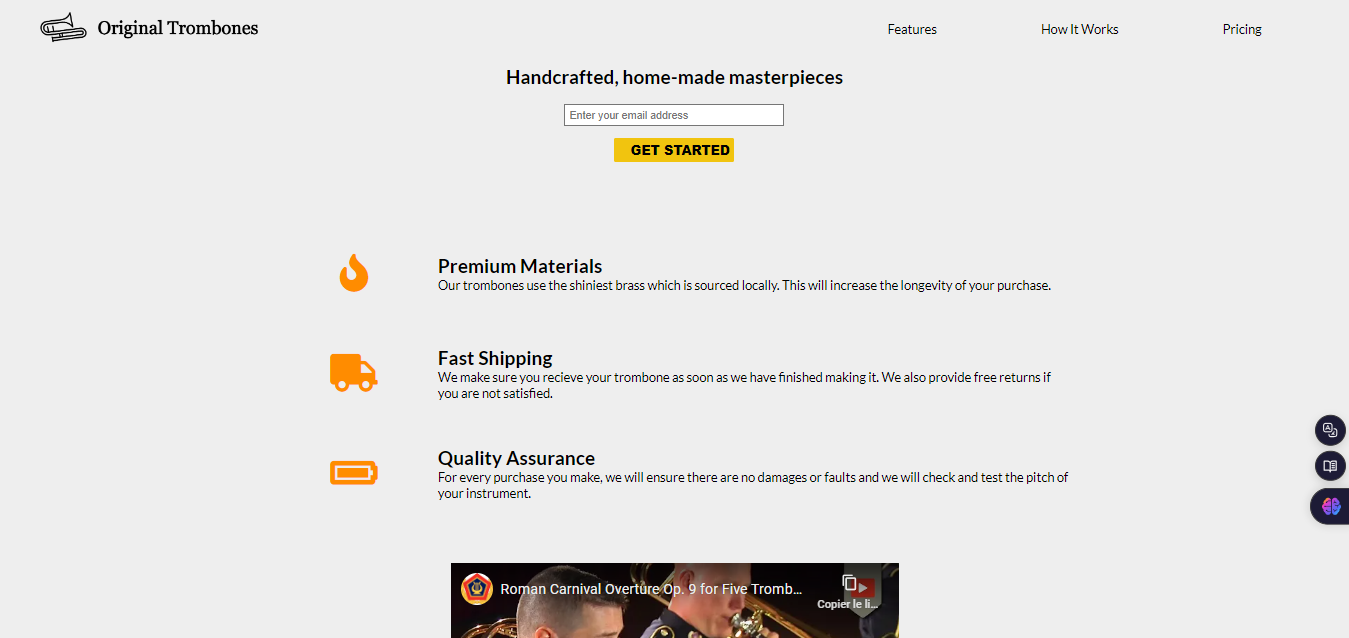 Original Trombones
Features
How It Works
Pricing
Handcrafted, home-made masterpieces
Enter your email address
GET STARTED
Premium Materials
Our trombones use the shiniest brass which is sourced locally. This will increase the longevity of your purchase.
Fast Shipping
We make sure you recieve your trombone as soon as we have finished making it. We also provide free returns if
you are not satisfied.
Quality Assurance
For every purchase you make, we will ensure there are no damages or faults and we will check and test the pitch of
your instrument.
Roman Carnival Overture Op. 9 for Five Tromb...
Copier le li...